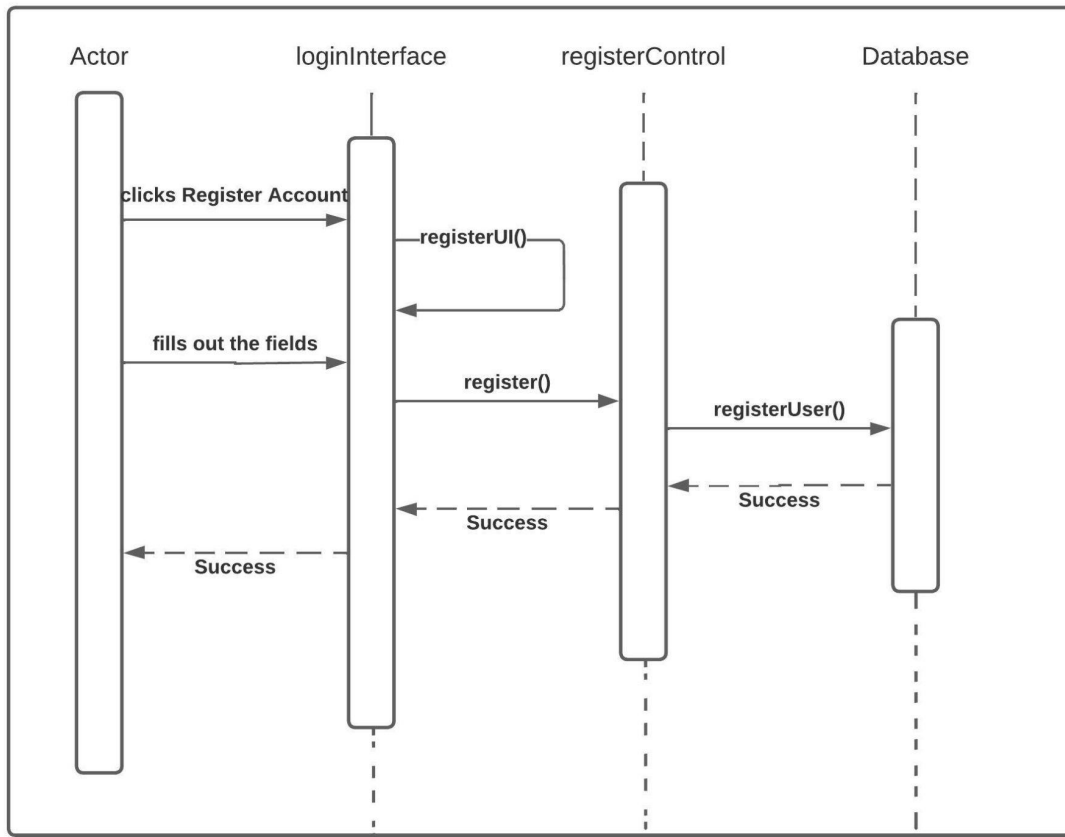 Actor
loginInterface
registerControl
Database
clicks Register Account
registerUI()
fills out the fields
register()
registerUser()
Success
Success
Success